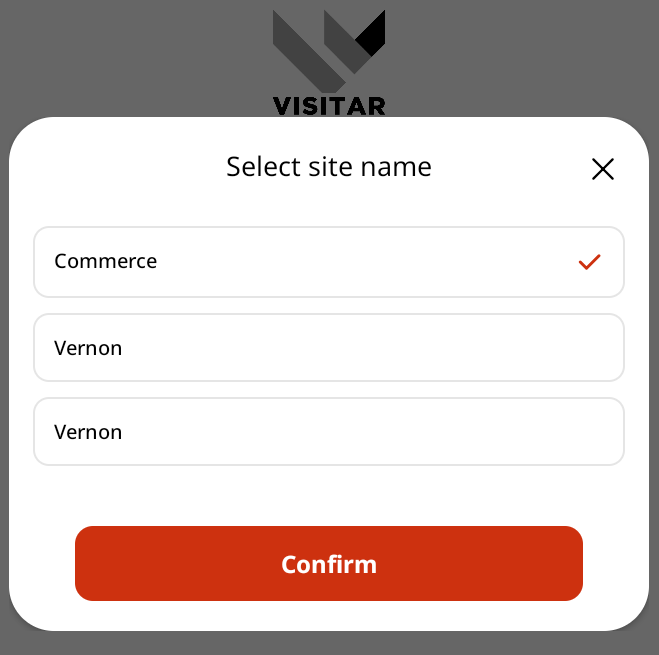 VISITAR
Select site name
Commerce
Vernon
Vernon
Confirm